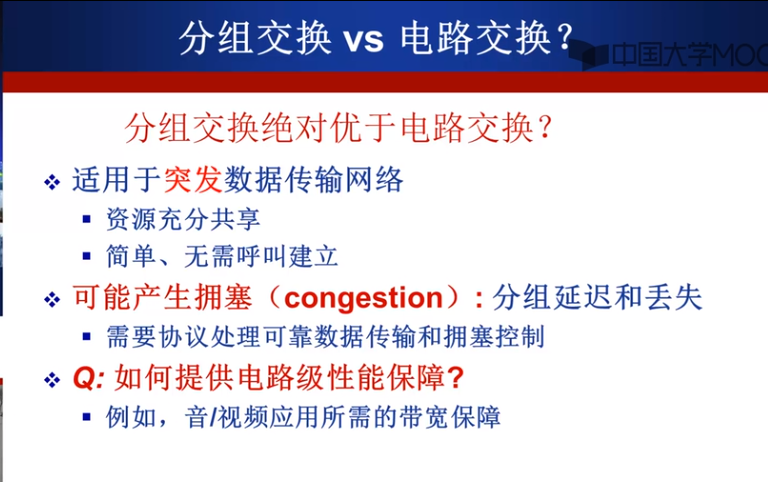 分组交换 vs 电路交换？
中国大学MOO
分组交换绝对优于电路交换？
❖ 适用于突发数据传输网络
▪ 资源充分共享
▪ 简单、无需呼叫建立
❖ 可能产生拥塞（congestion）: 分组延迟和丢失
▪ 需要协议处理可靠数据传输和拥塞控制
❖ Q: 如何提供电路级性能保障?
▪ 例如，音/视频应用所需的带宽保障